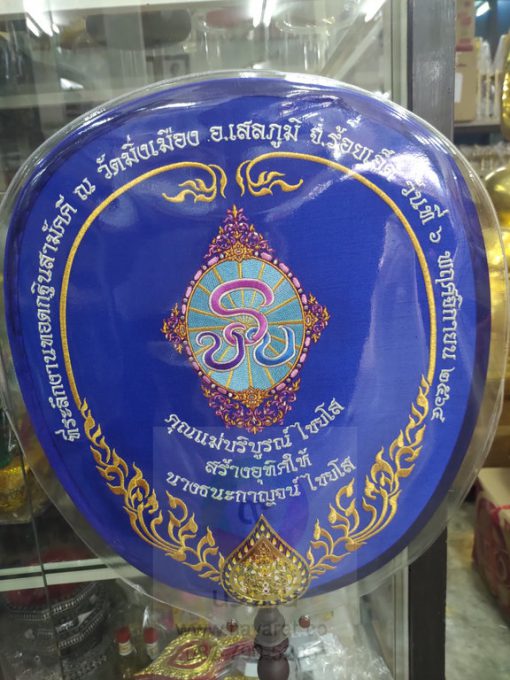 ที่ระลึกงานทอดกฐินสามัคคี ณ วัดมิ่งเมือง อ.เสลภูมิ จ.ร้อยเอ็ด วันที่ ๖ พฤศจิกายน ๒๕๖๔
คุณแม่บริบูรณ์ ไชยโส
สร้างอุทิศให้
นางธนะกาญจน์ ไชยโส